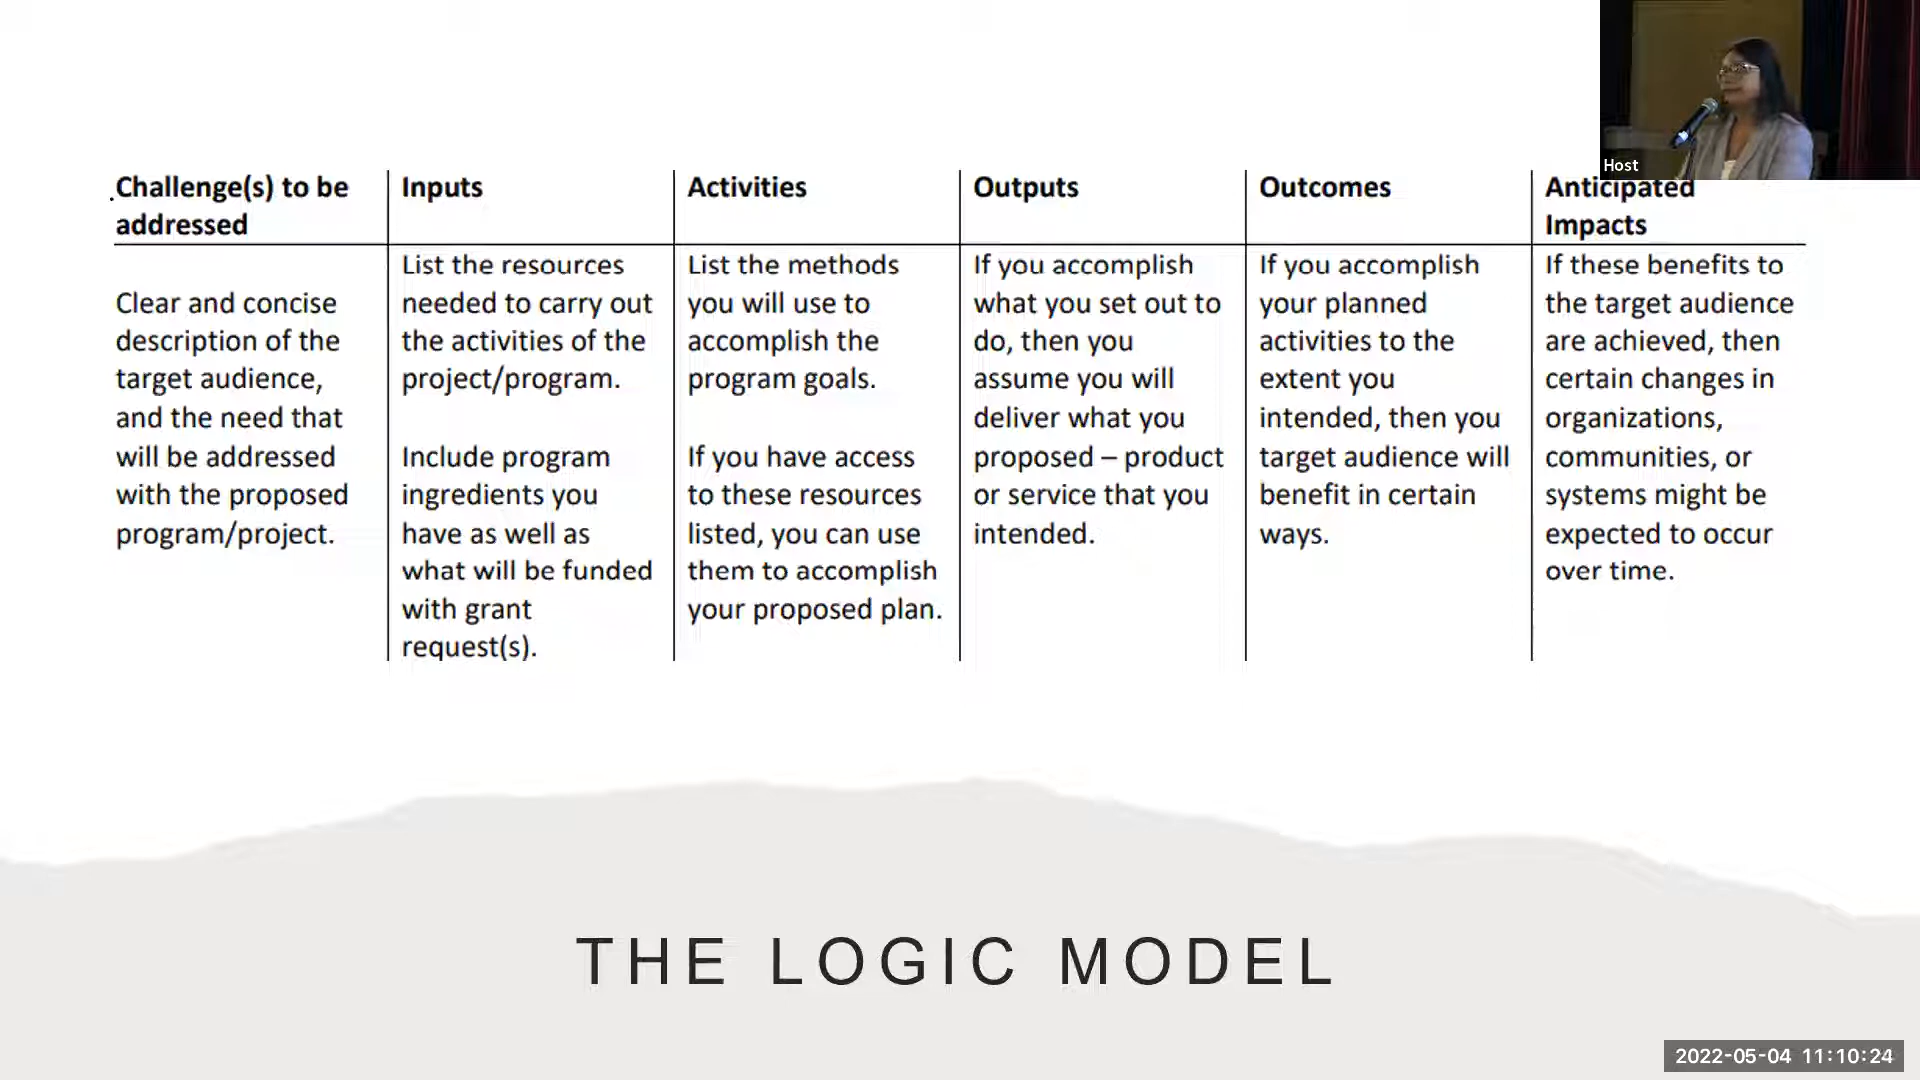 Host
.Challenge(s) to be
addressed
Clear and concise
description of the
target audience,
and the need that
will be addressed
with the proposed
program/project.
Inputs
List the resources
needed to carry out
the activities of the
project/program.
Include program
ingredients you
have as well as
what will be funded
with grant
request(s).
Activities
List the methods
you will use to
accomplish the
program goals.
If you have access
to these resources
listed, you can use
them to accomplish
your proposed plan.
Outputs
If you accomplish
what you set out to
do, then you
assume you will
deliver what you
proposed – product
or service that you
intended.
Outcomes
If you accomplish
your planned
activities to the
extent you
intended, then you
target audience will
benefit in certain
ways.
Anticipated
Impacts
If these benefits to
the target audience
are achieved, then
certain changes in
organizations,
communities, or
systems might be
expected to occur
over time.
THE LOGIC MODEL
2022-05-04 11:10:24